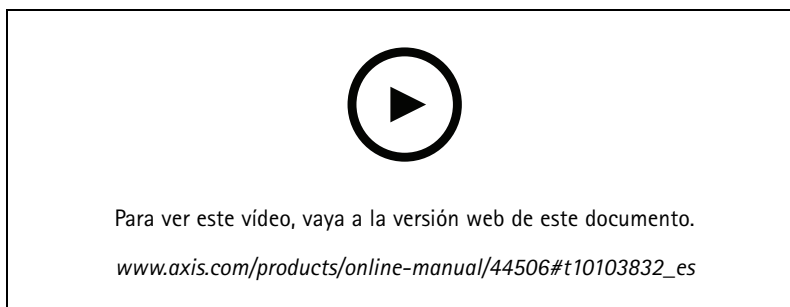 Para ver este vídeo, vaya a la versión web de este documento.
www.axis.com/products/online-manual/44506#t10103832_es